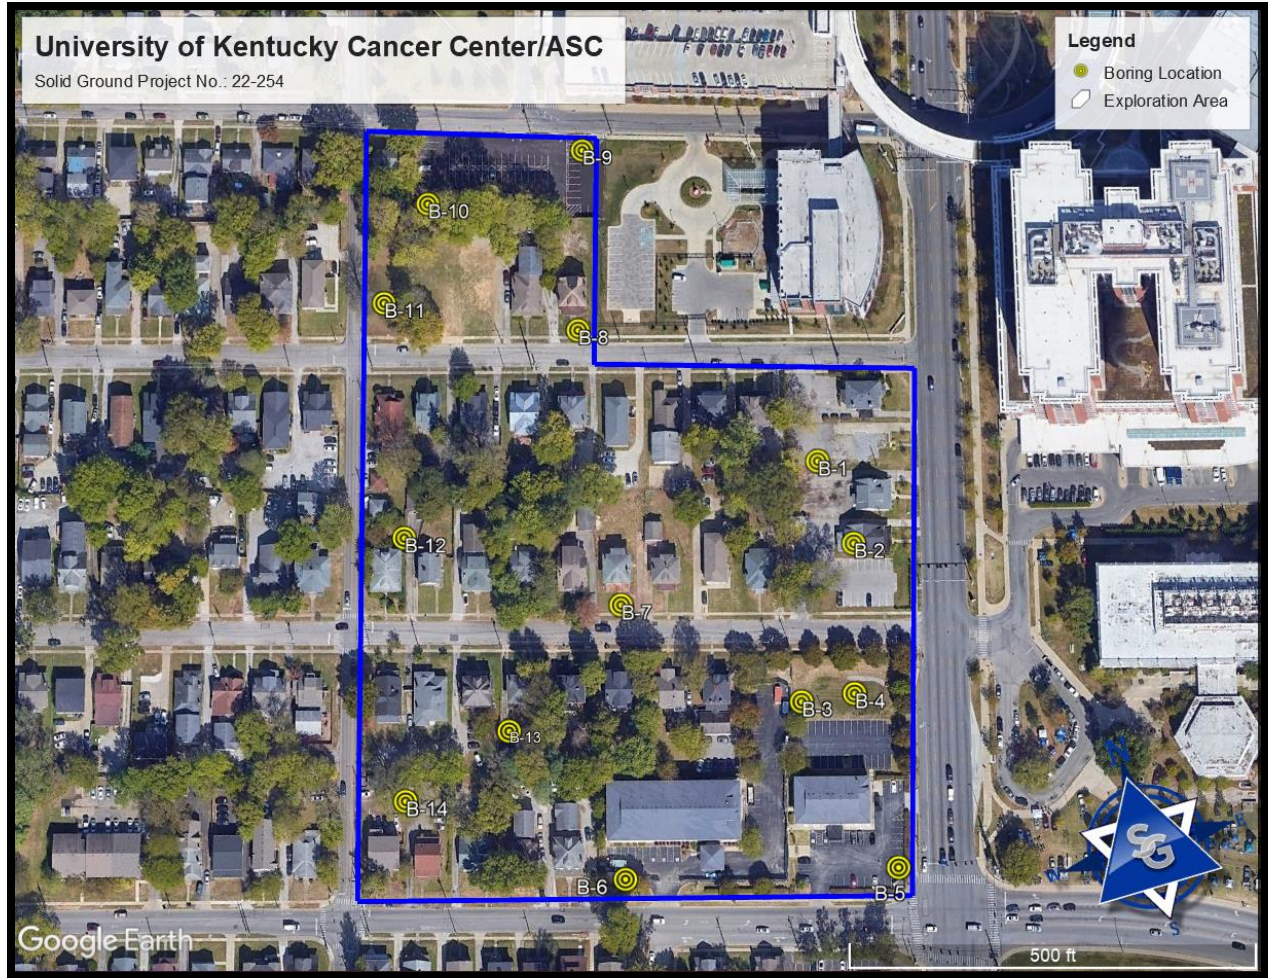 University of Kentucky Cancer Center/ASC
Solid Ground Project No.: 22-254
Legend
Boring Location
Exploration Area
B-9
B-10
B-11
B-8
B-1
B-12
B-2
B-7
B-3
B-4
B-13
B-14
B-6
B-5
N
SG
S
Google Earth
500 ft